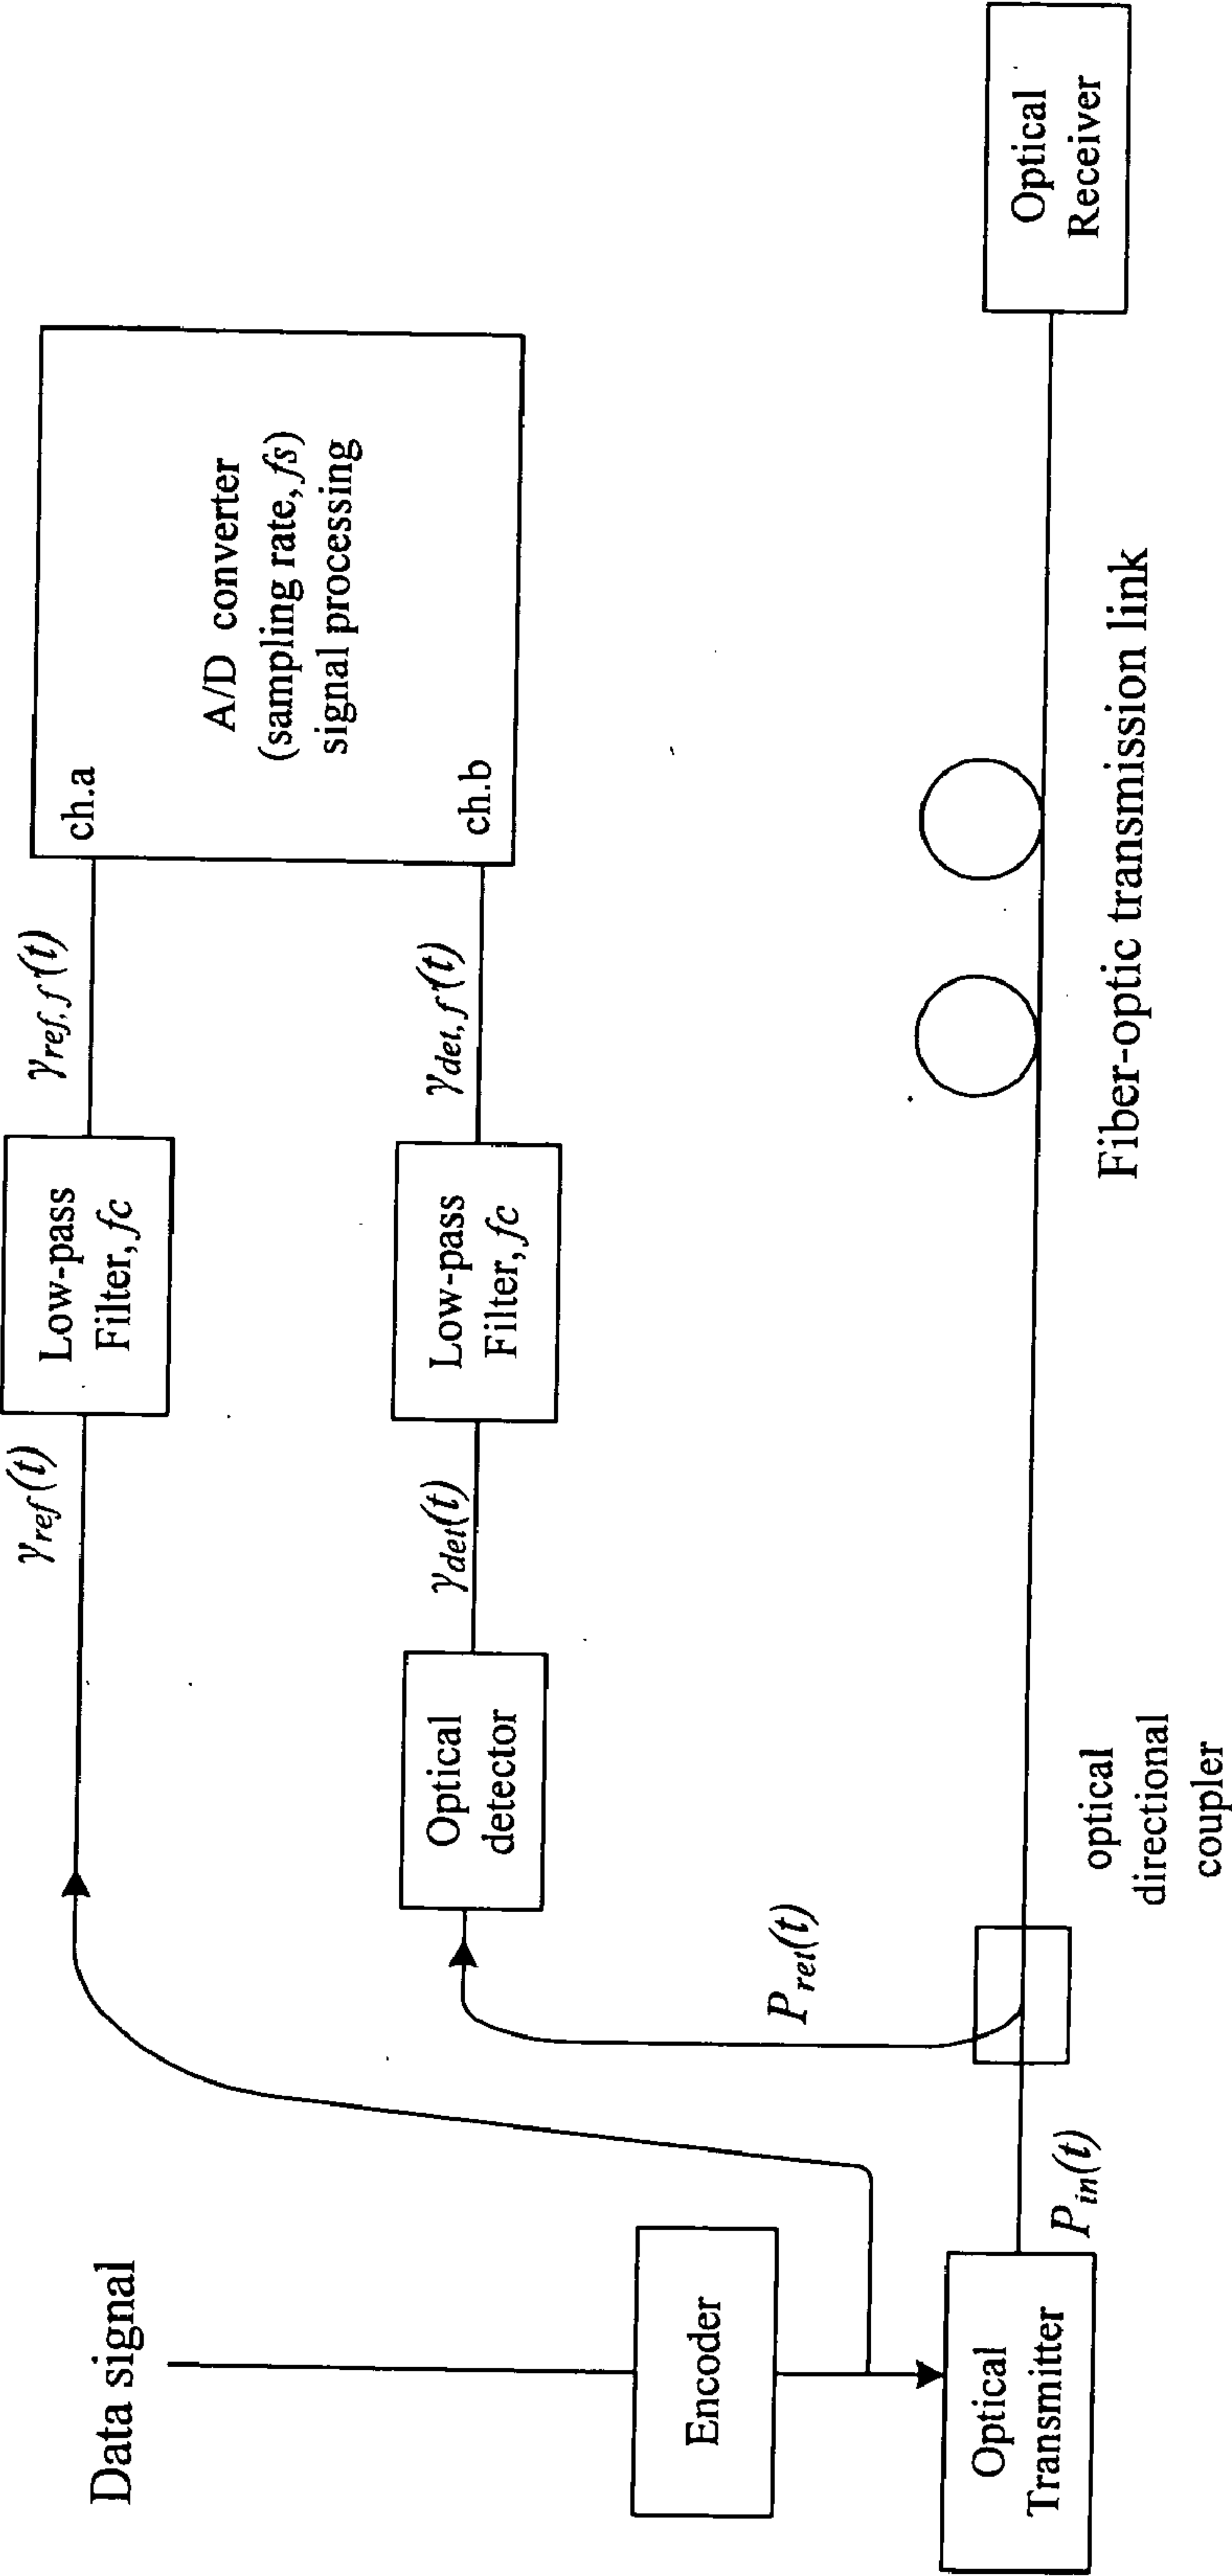 Data signal
Encoder
Optical
Transmitter
P_in(t)
P_ret(t)
optical
directional
coupler
γ_ref(t)
Optical
detector
γ_det(t)
Low-pass
Filter, fc
Low-pass
Filter, fc
γ_ref,f(t)
γ_det,f(t)
ch.a
ch.b
A/D converter
(sampling rate, fs)
signal processing
Fiber-optic transmission link
Optical
Receiver